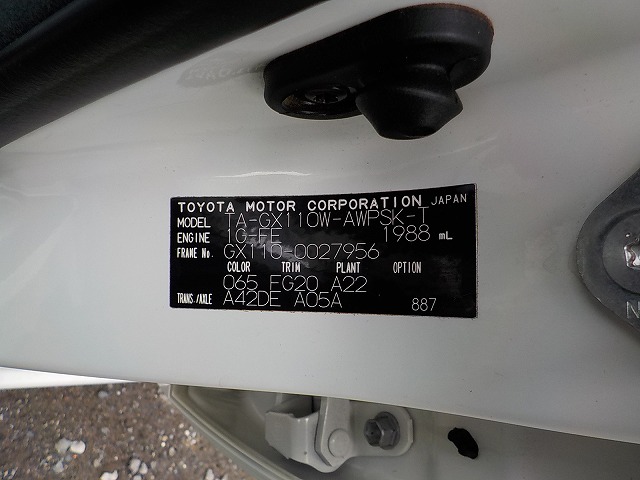 TOYOTA MOTOR CORPORATION JAPAN
MODEL TA-GX110W-AWPSK-T
ENGINE 1G-FE 1988 mL
FRAME No. GX110-0027956
COLOR TRIM PLANT OPTION
065 FG20 A22
TRANS./AXLE A42DE A05A 887